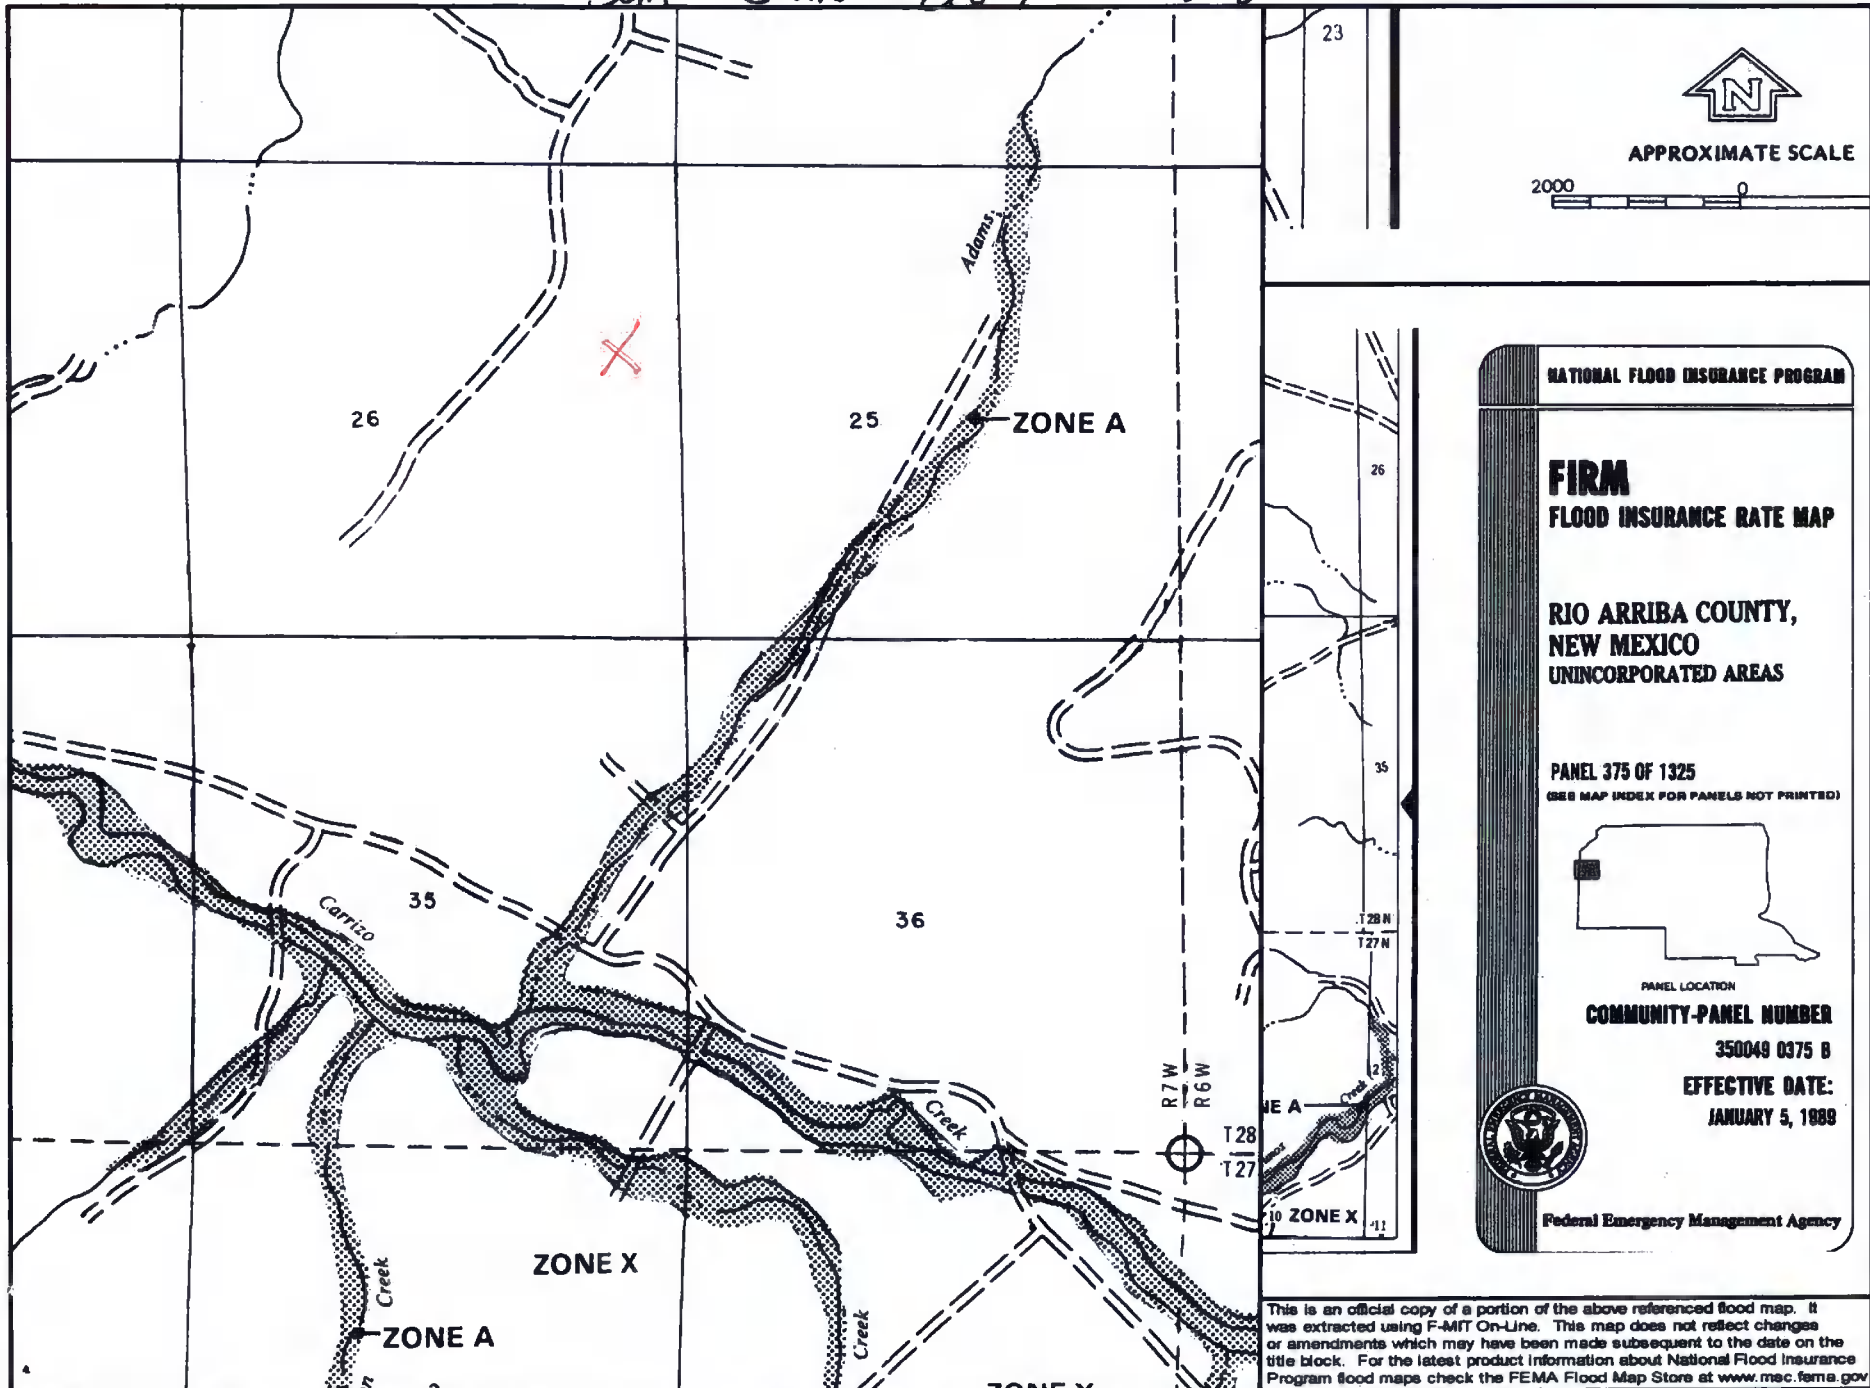 23
N
APPROXIMATE SCALE
2000 0
Adams
26
25
ZONE A
26
NATIONAL FLOOD INSURANCE PROGRAM
FIRM
FLOOD INSURANCE RATE MAP
RIO ARRIBA COUNTY,
NEW MEXICO
UNINCORPORATED AREAS
PANEL 375 OF 1325
(SEE MAP INDEX FOR PANELS NOT PRINTED)
35
35
Carrizo
36
T28N
T27N
PANEL LOCATION
COMMUNITY-PANEL NUMBER
350049 0375 B
EFFECTIVE DATE:
JANUARY 5, 1989
R7W
R6W
Creek
T28
T27
NE A
Creek
2
10 ZONE X 11
Federal Emergency Management Agency
ZONE X
Creek
ZONE A
Creek
ZONE X
This is an official copy of a portion of the above referenced flood map. It
was extracted using F-MIT On-Line. This map does not reflect changes
or amendments which may have been made subsequent to the date on the
title block. For the latest product information about National Flood Insurance
Program flood maps check the FEMA Flood Map Store at www.msc.fema.gov